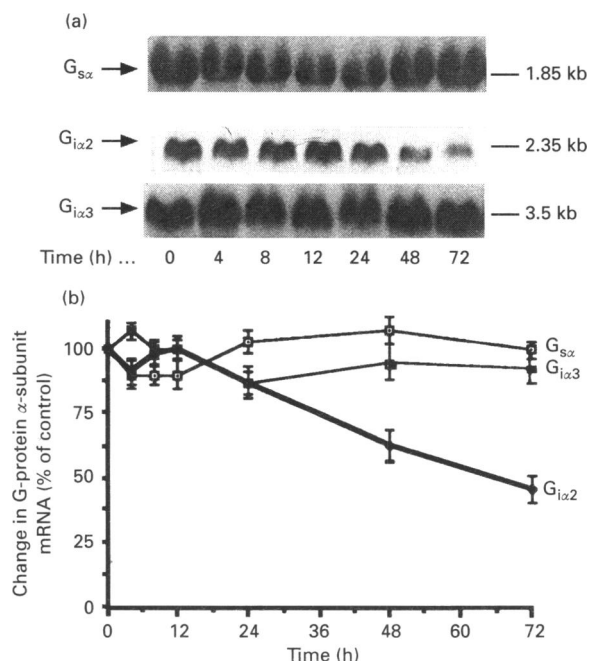 (a)
Gsα
1.85 kb
Giα2
2.35 kb
Giα3
3.5 kb
Time (h) ... 0 4 8 12 24 48 72
(b)
Change in G-protein α-subunit
mRNA (% of control)
100
75
50
25
0
Gsα
Giα3
Giα2
0 12 24 36 48 60 72
Time (h)